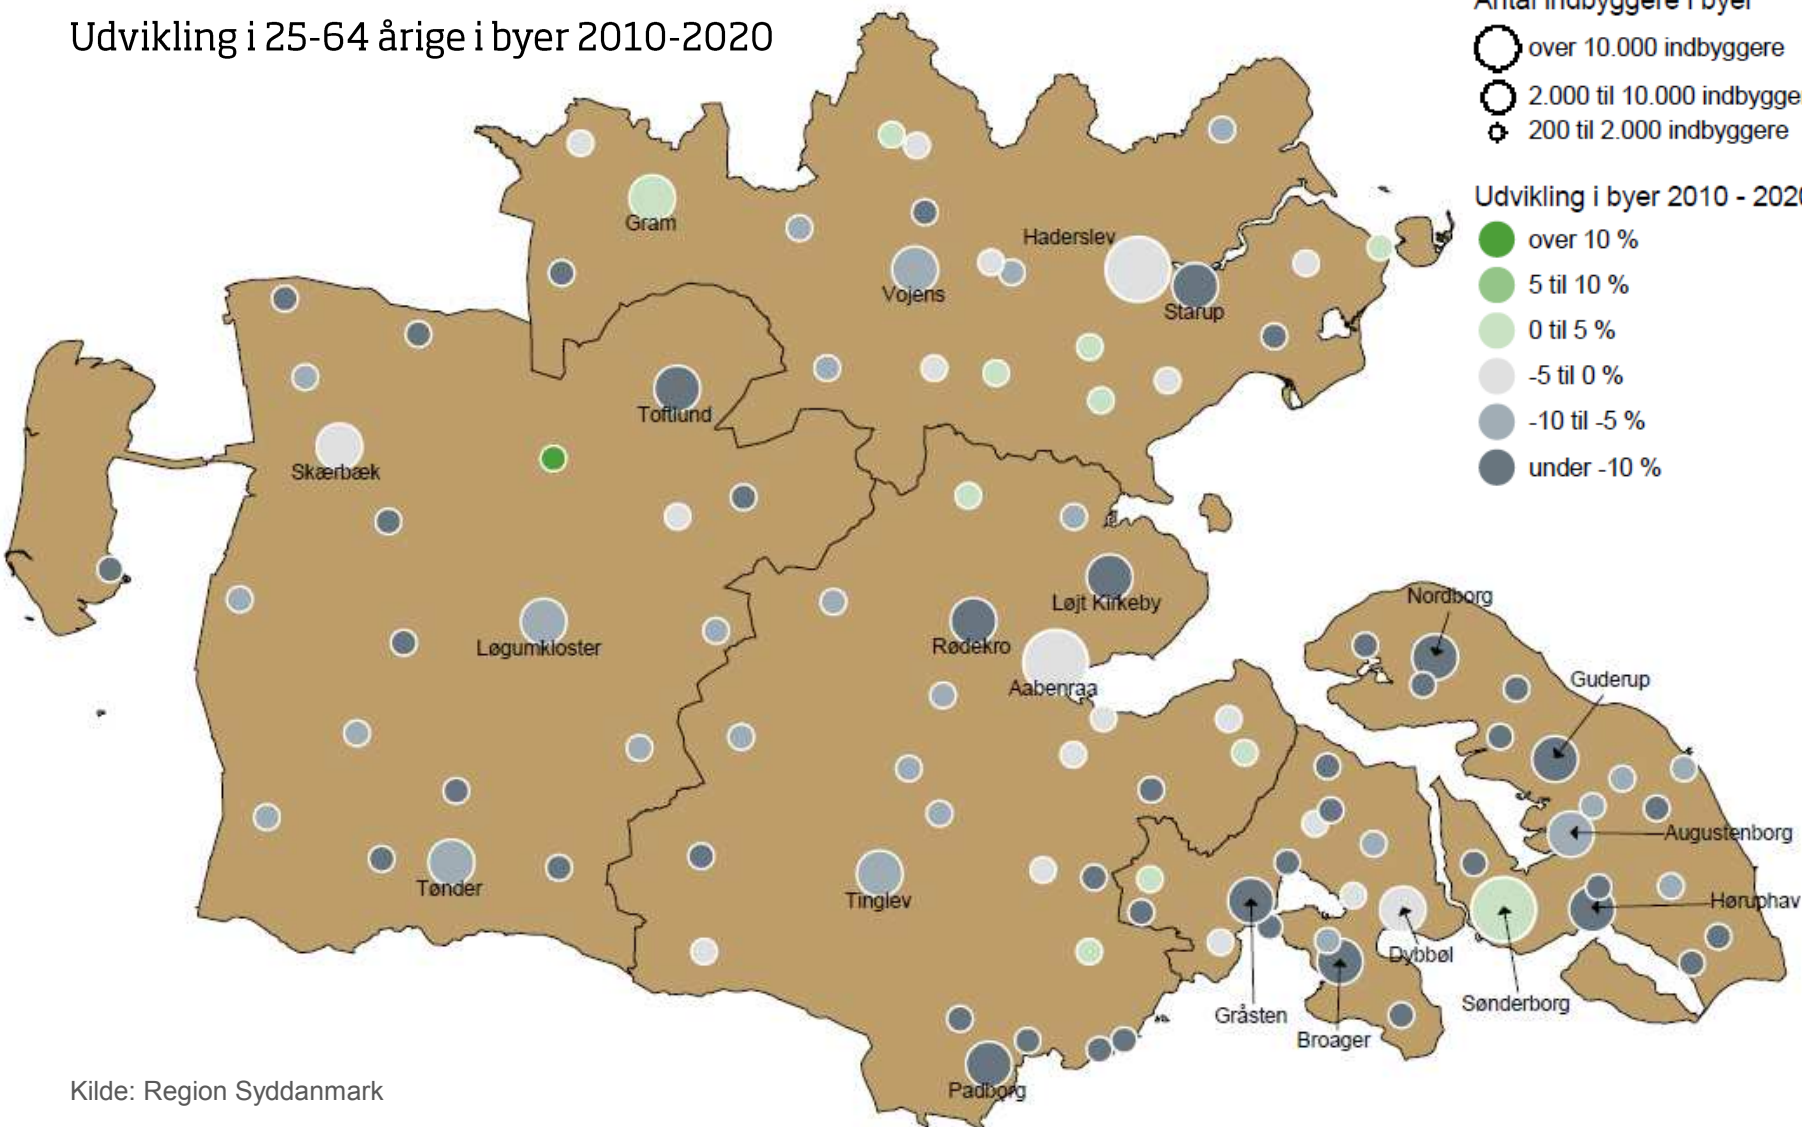 Udvikling i 25-64 årige i byer 2010-2020
Antal indbyggere i byer
over 10.000 indbyggere
2.000 til 10.000 indbygge
200 til 2.000 indbyggere
Udvikling i byer 2010 - 202
over 10 %
5 til 10 %
0 til 5 %
-5 til 0 %
-10 til -5 %
under -10 %
Gram
Haderslev
Vojens
Starup
Toftlund
Skærbæk
Løjt Kirkeby
Nordborg
Løgumkloster
Rødekro
Aabenraa
Guderup
Augustenborg
Tønder
Tinglev
Høruphav
Dybbøl
Sønderborg
Gråsten
Broager
Padborg
Kilde: Region Syddanmark